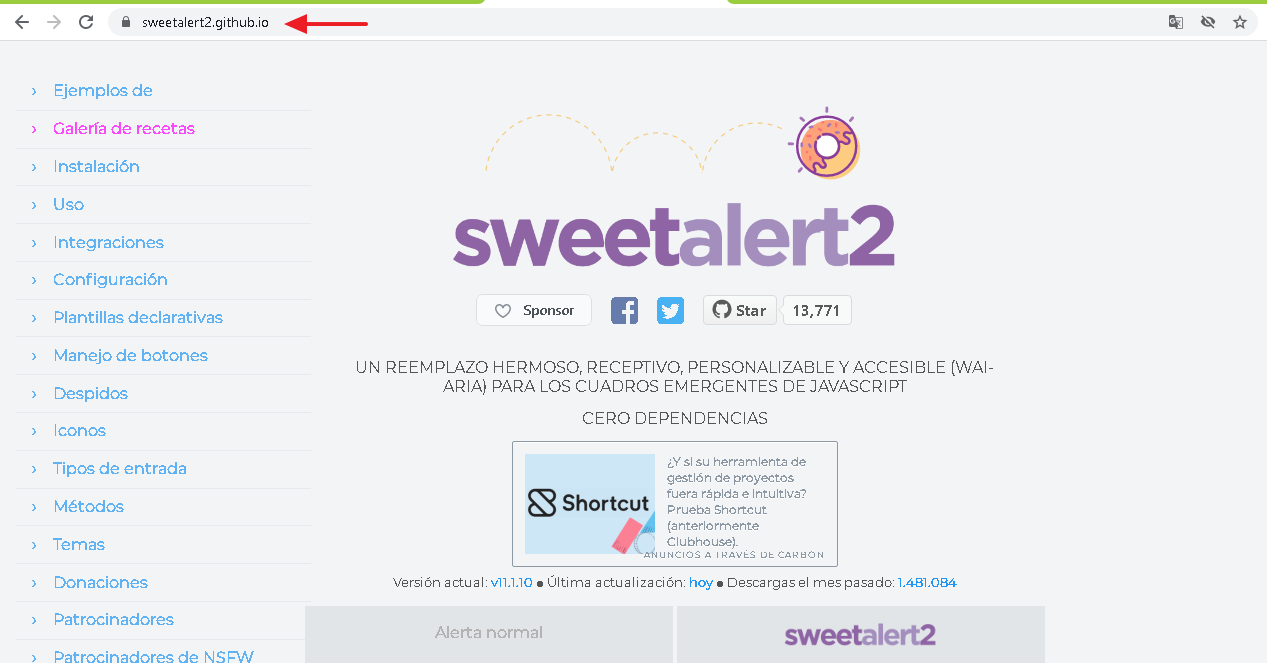 sweetalert2.github.io
› Ejemplos de
› Galería de recetas
› Instalación
› Uso
› Integraciones
› Configuración
› Plantillas declarativas
› Manejo de botones
› Despidos
› Iconos
› Tipos de entrada
› Métodos
› Temas
› Donaciones
› Patrocinadores
› Patrocinadores de NSFW
sweetalert2
Sponsor
Star
13,771
UN REEMPLAZO HERMOSO, RECEPTIVO, PERSONALIZABLE Y ACCESIBLE (WAI-
ARIA) PARA LOS CUADROS EMERGENTES DE JAVASCRIPT
CERO DEPENDENCIAS
Shortcut
¿Y si su herramienta de
gestión de proyectos
fuera rápida e intuitiva?
Prueba Shortcut
(anteriormente
Clubhouse).
ANUNCIOS A TRAVÉS DE CARBON
Versión actual: v11.1.10 ● Última actualización: hoy ● Descargas el mes pasado: 1.481.084
Alerta normal
sweetalert2